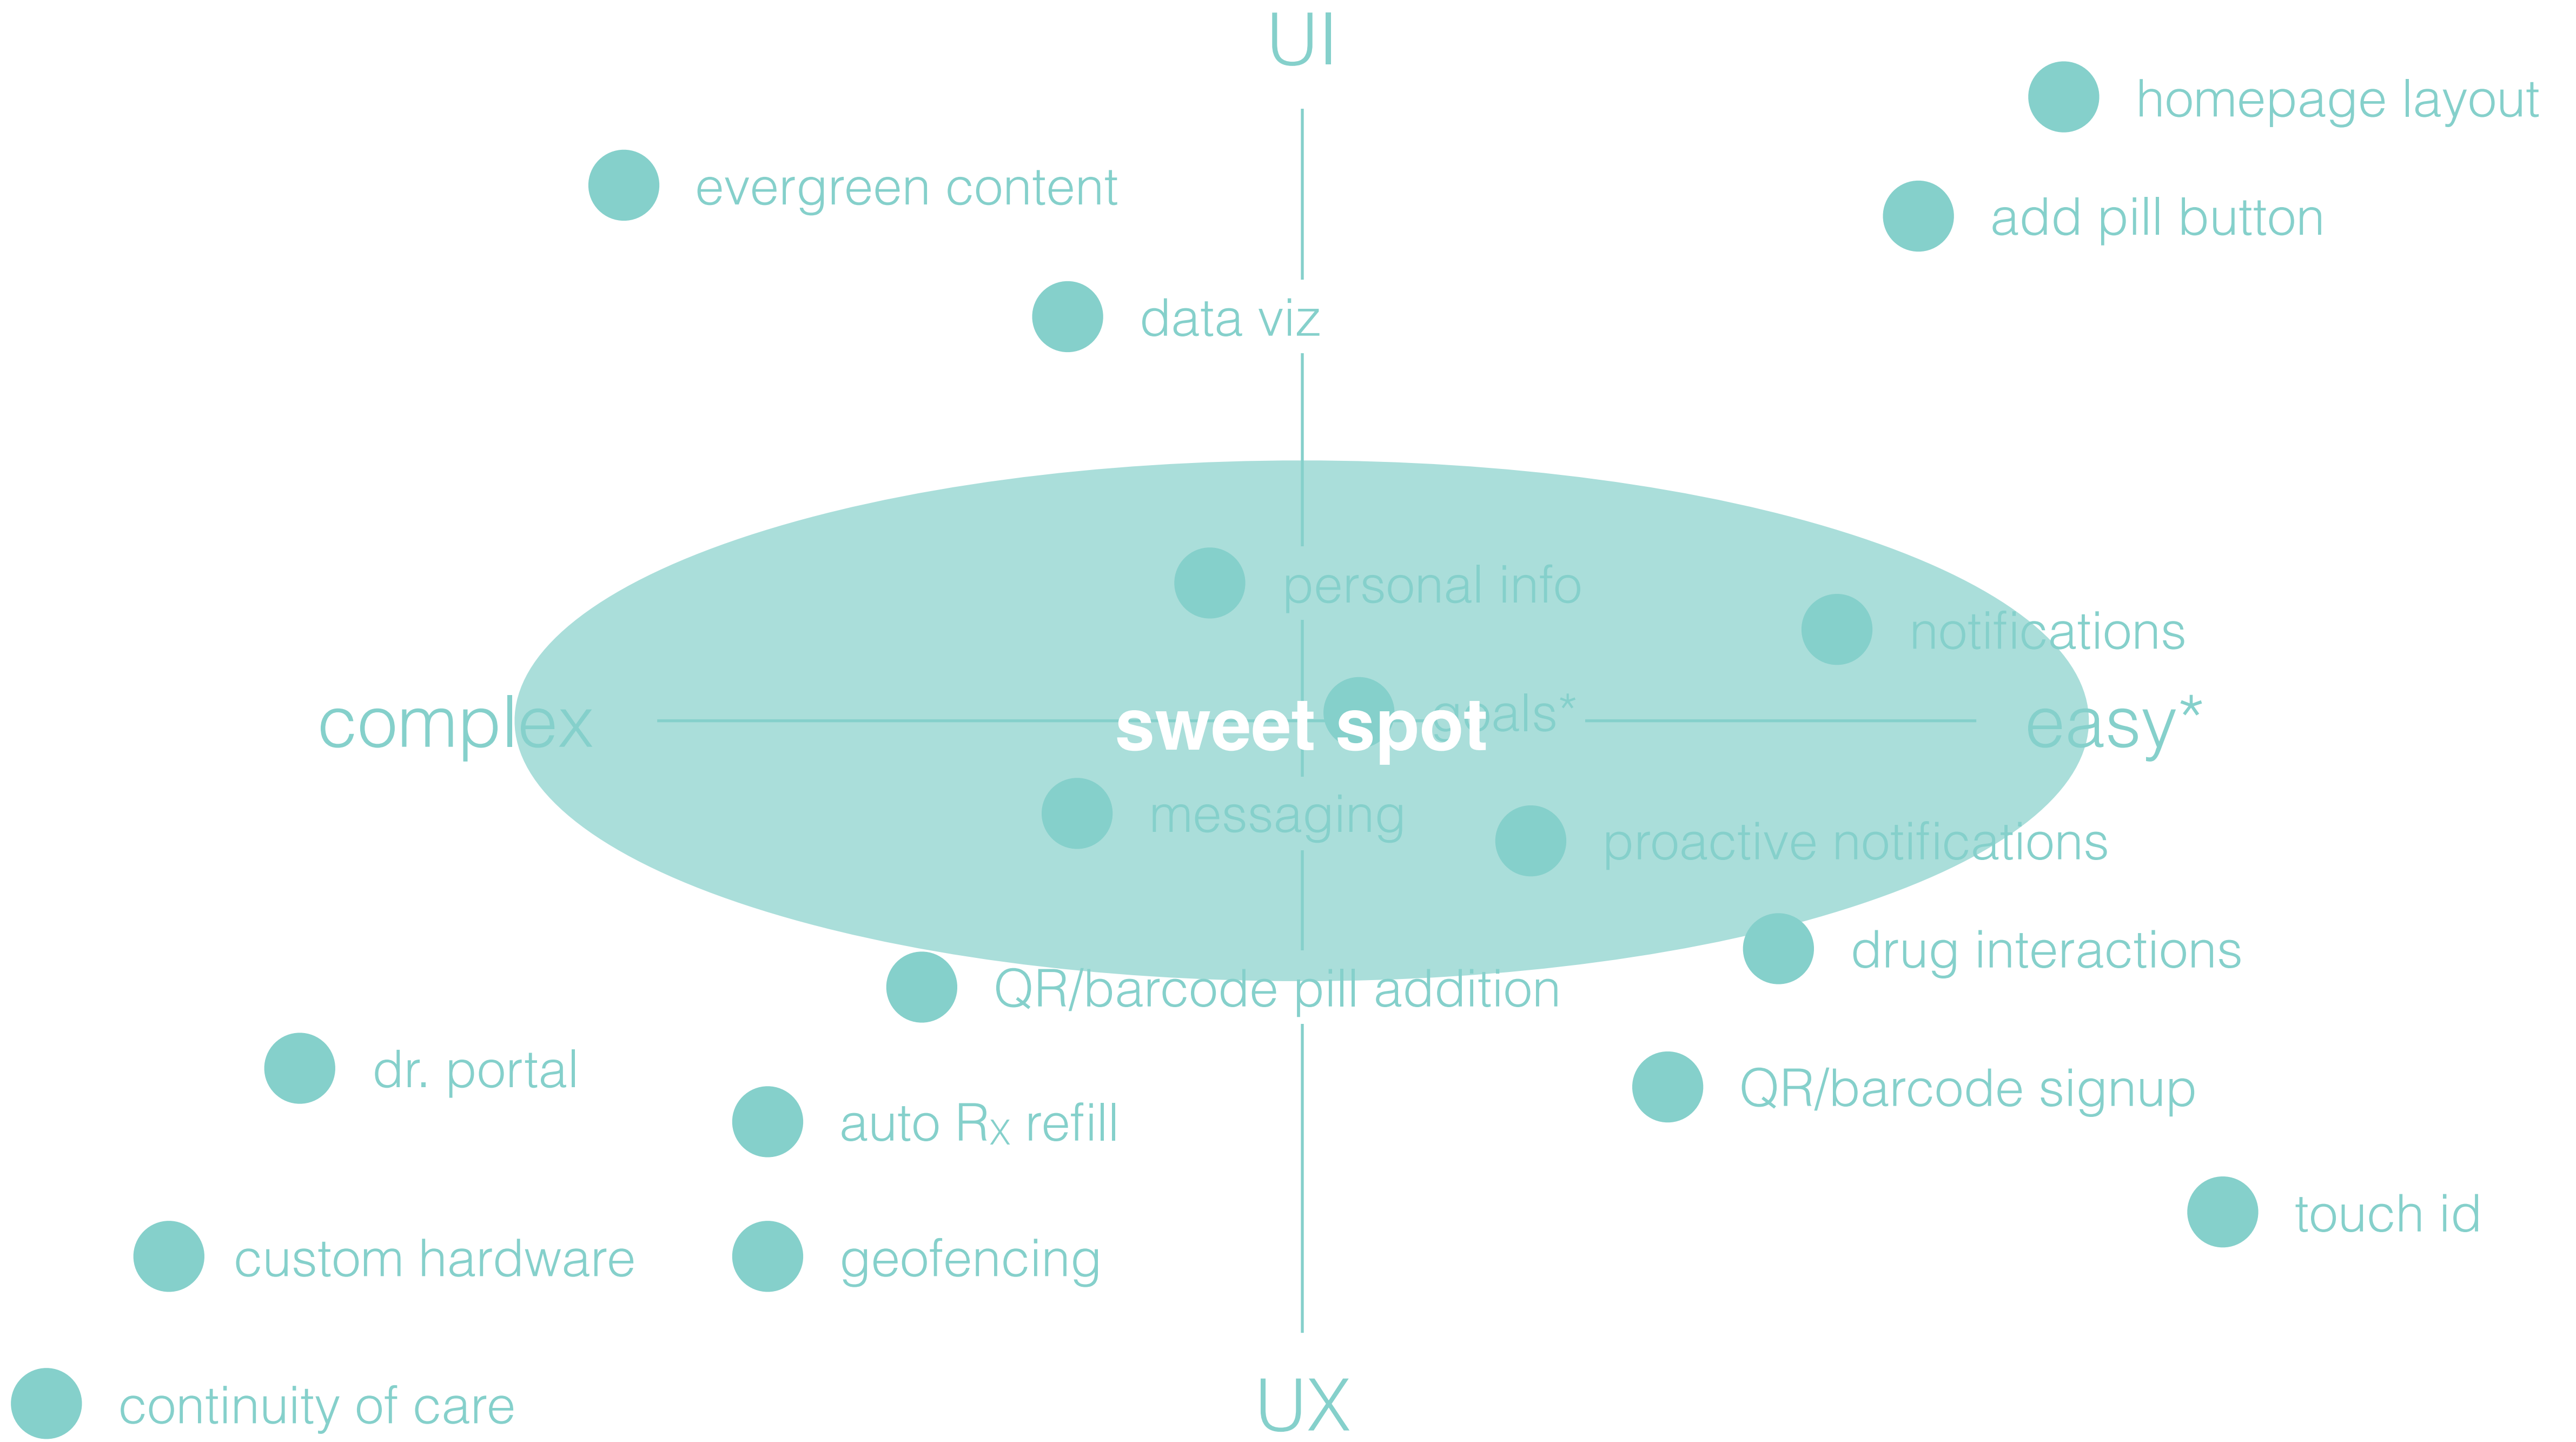 UI
homepage layout
evergreen content
add pill button
data viz
personal info
notifications
goals*
complex
sweet spot
easy*
messaging
proactive notifications
drug interactions
QR/barcode pill addition
dr. portal
QR/barcode signup
auto Rx refill
touch id
custom hardware
geofencing
continuity of care
UX